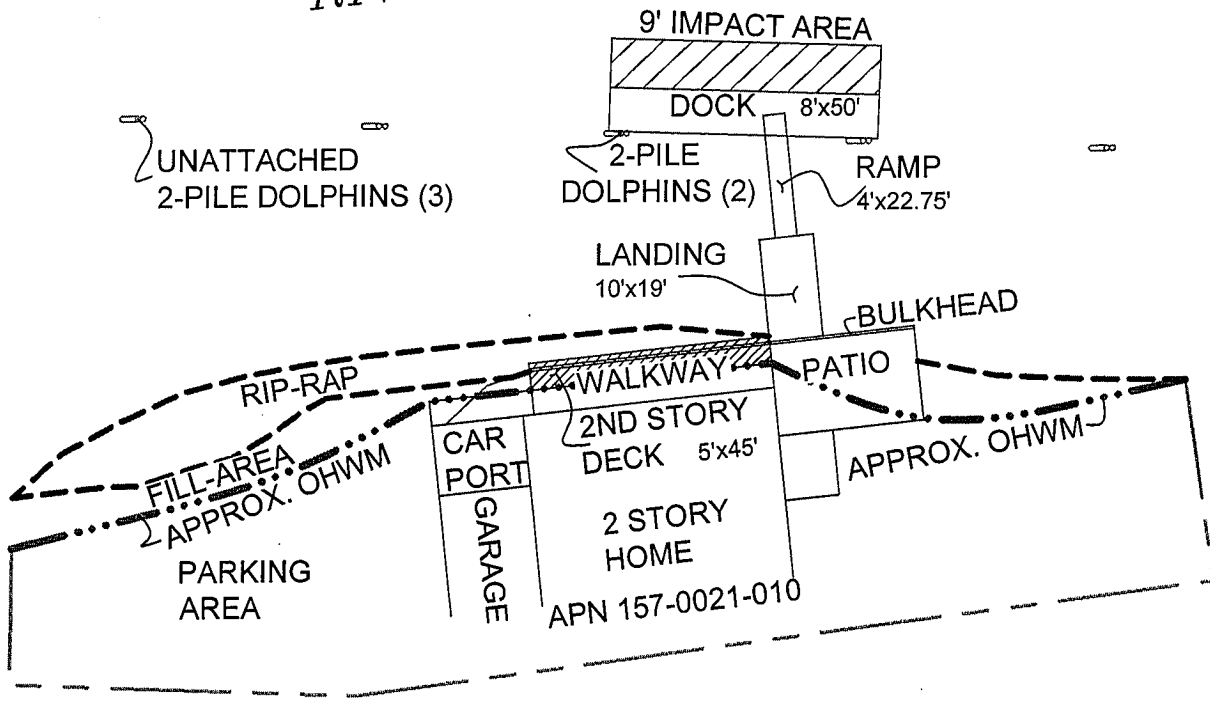 9' IMPACT AREA
DOCK 8'x50'
UNATTACHED
2-PILE DOLPHINS (3)
2-PILE
DOLPHINS (2)
RAMP
4'x22.75'
LANDING
10'x19'
BULKHEAD
RIP-RAP
WALKWAY
PATIO
2ND STORY
DECK 5'x45'
CAR
PORT
FILL-AREA
APPROX. OHWM
APPROX. OHWM
GARAGE
2 STORY
HOME
PARKING
AREA
APN 157-0021-010